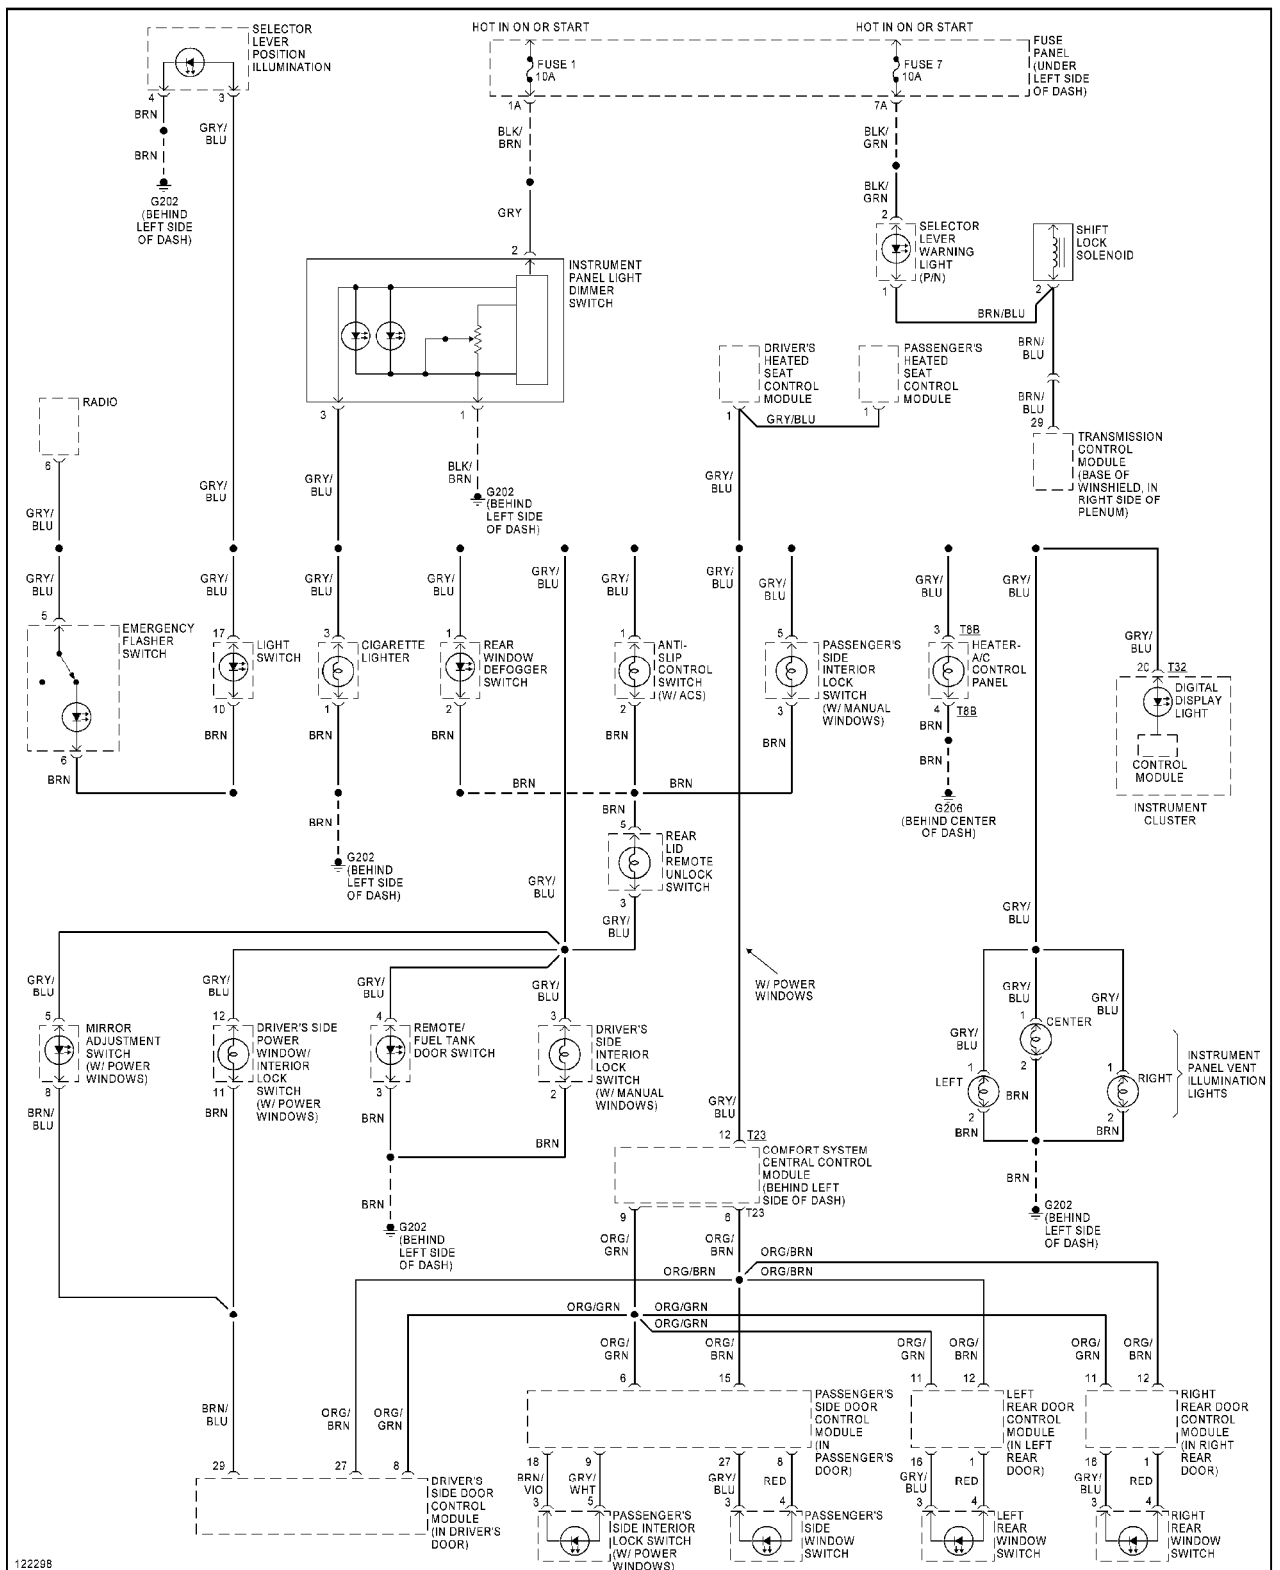 HOT IN ON OR START
HOT IN ON OR START
SELECTOR
LEVER
POSITION
ILLUMINATION
FUSE
PANEL
(UNDER
LEFT SIDE
OF DASH)
FUSE 1
10A
FUSE 7
10A
4
3
1A
7A
BRN
GRY/
BLU
BLK/
BRN
BLK/
GRN
BRN
G202
(BEHIND
LEFT SIDE
OF DASH)
GRY
BLK/
GRN
2
2
SELECTOR
LEVER
WARNING
LIGHT
(P/N)
SHIFT
LOCK
SOLENOID
INSTRUMENT
PANEL LIGHT
DIMMER
SWITCH
1
2
BRN/BLU
BRN/
BLU
DRIVER'S
HEATED
SEAT
CONTROL
MODULE
PASSENGER'S
HEATED
SEAT
CONTROL
MODULE
BRN/
BLU
29
RADIO
3
1
1
GRY/BLU
1
TRANSMISSION
CONTROL
MODULE
(BASE OF
WINSHIELD, IN
RIGHT SIDE OF
PLENUM)
6
GRY/
BLU
GRY/
BLU
GRY/
BLU
BLK/
BRN
G202
(BEHIND
LEFT SIDE
OF DASH)
GRY/
BLU
GRY/
BLU
GRY/
BLU
GRY/
BLU
GRY/
BLU
GRY/
BLU
GRY/
BLU
GRY/
BLU
GRY/
BLU
GRY/
BLU
GRY/
BLU
GRY/
BLU
5
EMERGENCY
FLASHER
SWITCH
17
LIGHT
SWITCH
10
3
CIGARETTE
LIGHTER
1
1
REAR
WINDOW
DEFOGGER
SWITCH
2
1
ANTI-
SLIP
CONTROL
SWITCH
(W/ ACS)
2
5
PASSENGER'S
SIDE
INTERIOR
LOCK
SWITCH
(W/ MANUAL
WINDOWS)
3
3 T8B
HEATER-
A/C
CONTROL
PANEL
4 T8B
20 T32
DIGITAL
DISPLAY
LIGHT
CONTROL
MODULE
INSTRUMENT
CLUSTER
6
BRN
BRN
BRN
BRN
BRN
BRN
BRN
BRN
G206
(BEHIND CENTER
OF DASH)
BRN
BRN
BRN
BRN
G202
(BEHIND
LEFT SIDE
OF DASH)
5
REAR
LID
REMOTE
UNLOCK
SWITCH
3
GRY/
BLU
GRY/
BLU
GRY/
BLU
W/ POWER
WINDOWS
GRY/
BLU
GRY/
BLU
GRY/
BLU
GRY/
BLU
5
MIRROR
ADJUSTMENT
SWITCH
(W/ POWER
WINDOWS)
8
12
DRIVER'S SIDE
POWER
WINDOW/
INTERIOR
LOCK
SWITCH
(W/ POWER
WINDOWS)
11
4
REMOTE/
FUEL TANK
DOOR SWITCH
3
3
DRIVER'S
SIDE
INTERIOR
LOCK
SWITCH
(W/ MANUAL
WINDOWS)
2
GRY/
BLU
GRY/
BLU
GRY/
BLU
1
CENTER
2
1
LEFT
2
1
RIGHT
2
INSTRUMENT
PANEL VENT
ILLUMINATION
LIGHTS
BRN
BRN
BRN
BRN
G202
(BEHIND
LEFT SIDE
OF DASH)
BRN/
BLU
BRN
BRN
BRN
BRN
G202
(BEHIND
LEFT SIDE
OF DASH)
GRY/
BLU
12 T23
COMFORT SYSTEM
CENTRAL CONTROL
MODULE
(BEHIND LEFT
SIDE OF DASH)
9
6
T23
ORG/
GRN
ORG/
BRN
ORG/BRN
ORG/BRN
ORG/BRN
ORG/GRN
ORG/GRN
ORG/GRN
ORG/
GRN
ORG/
BRN
ORG/
GRN
ORG/
BRN
ORG/
GRN
ORG/
BRN
6
15
11
12
11
12
BRN/
BLU
ORG/
BRN
ORG/
GRN
PASSENGER'S
SIDE DOOR
CONTROL
MODULE
(IN
PASSENGER'S
DOOR)
LEFT
REAR DOOR
CONTROL
MODULE
(IN LEFT
REAR
DOOR)
RIGHT
REAR DOOR
CONTROL
MODULE
(IN RIGHT
REAR
DOOR)
29
27
8
DRIVER'S
SIDE DOOR
CONTROL
MODULE
(IN DRIVER'S
DOOR)
18
9
27
8
16
1
16
1
BRN/
VIO
GRY/
WHT
GRY/
BLU
RED
GRY/
BLU
RED
GRY/
BLU
RED
3
5
3
4
3
4
3
4
PASSENGER'S
SIDE INTERIOR
LOCK SWITCH
(W/ POWER
WINDOWS)
PASSENGER'S
SIDE
WINDOW
SWITCH
LEFT
REAR
WINDOW
SWITCH
RIGHT
REAR
WINDOW
SWITCH
122298